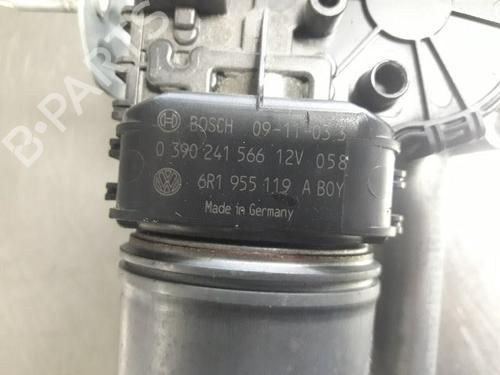 BOSCH 09-11-03 3
0 390 241 566 12V 058
6R1 955 119 A BOY
Made in Germany
B-PARTS